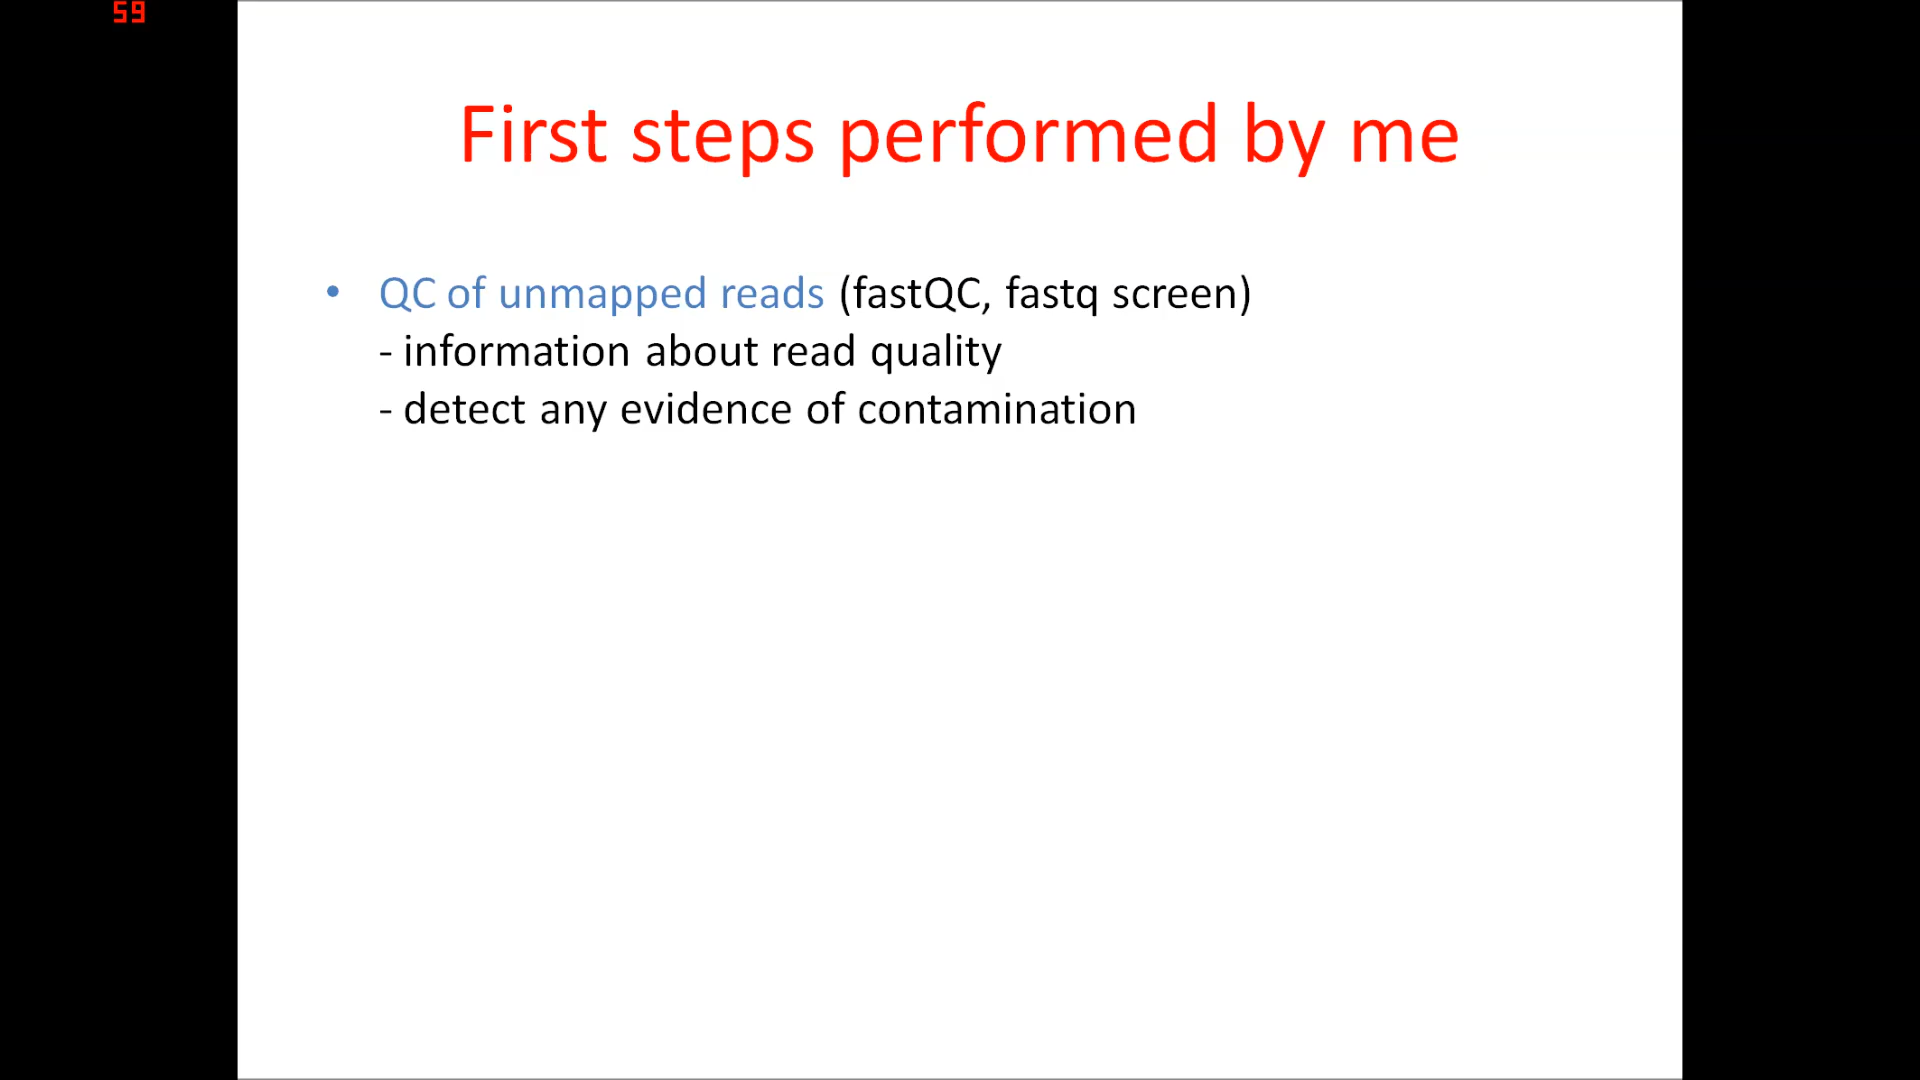 59
First steps performed by me
• QC of unmapped reads (fastQC, fastq screen)
- information about read quality
- detect any evidence of contamination